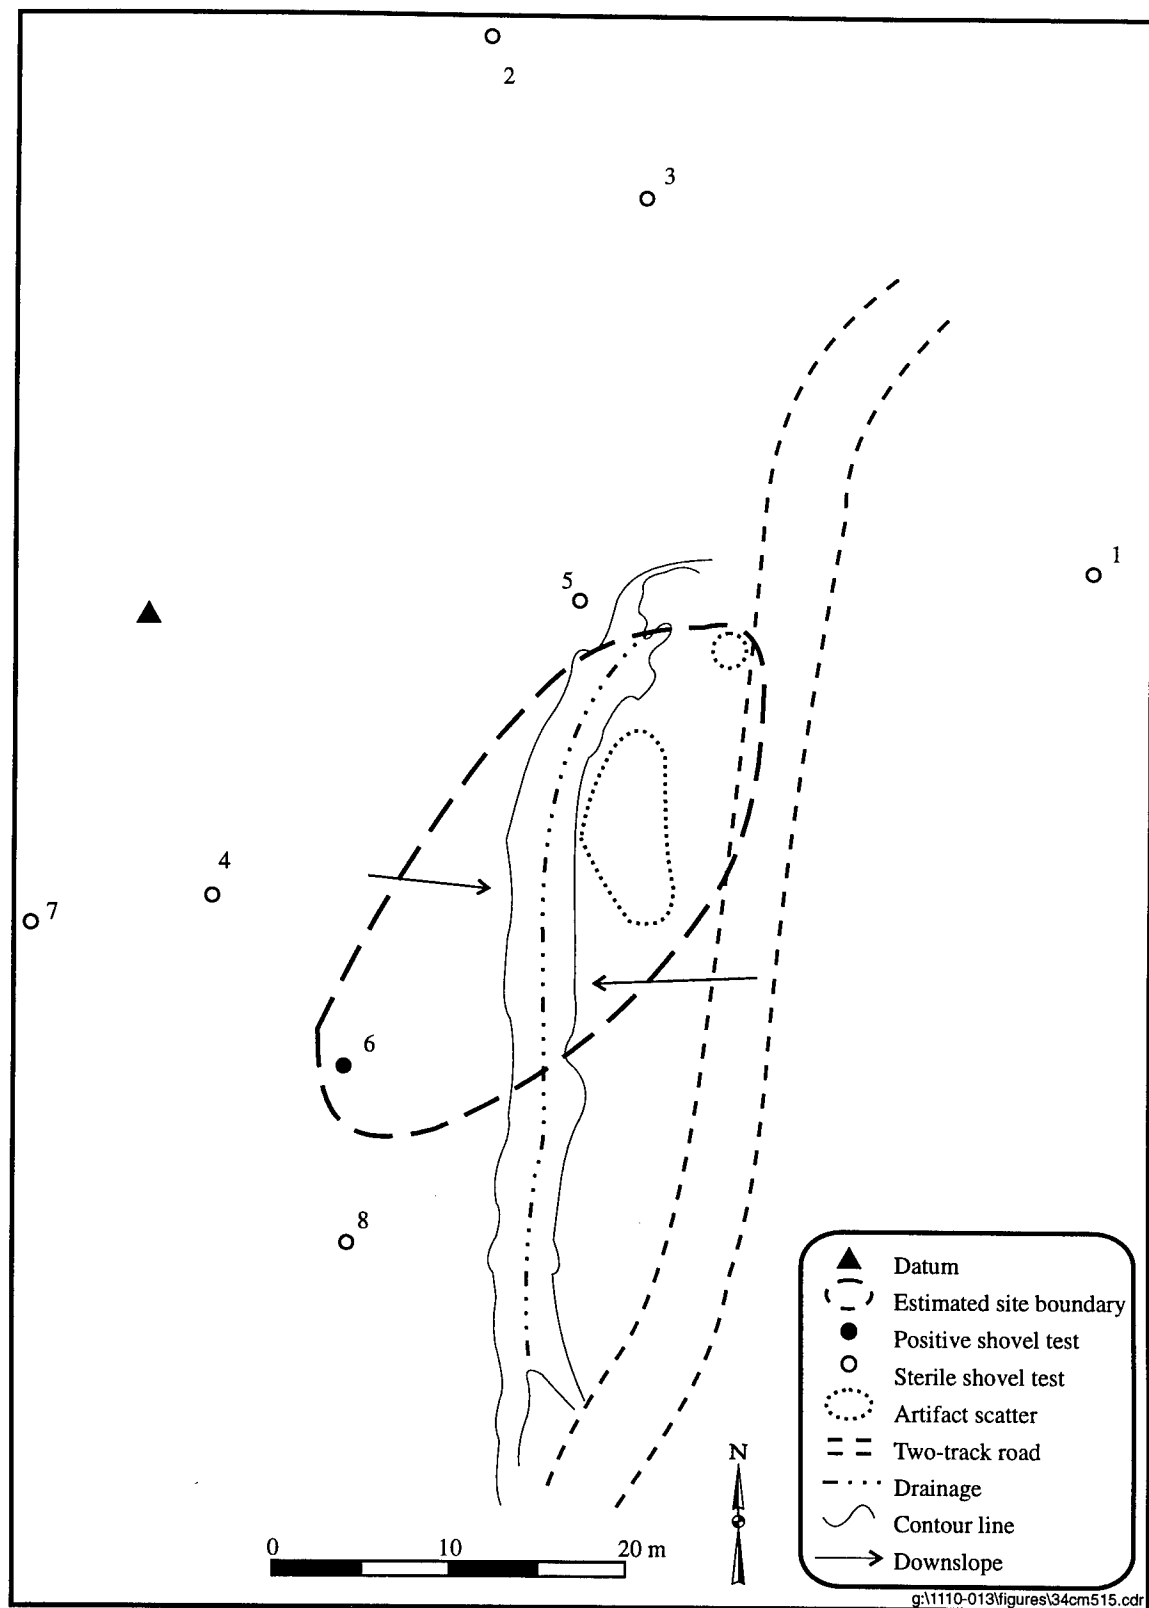 2
3
1
5
4
7
6
8
Datum
Estimated site boundary
Positive shovel test
Sterile shovel test
Artifact scatter
Two-track road
Drainage
Contour line
Downslope
N
0 10 20 m
g:\1110-013\figures\34cm515.cdr